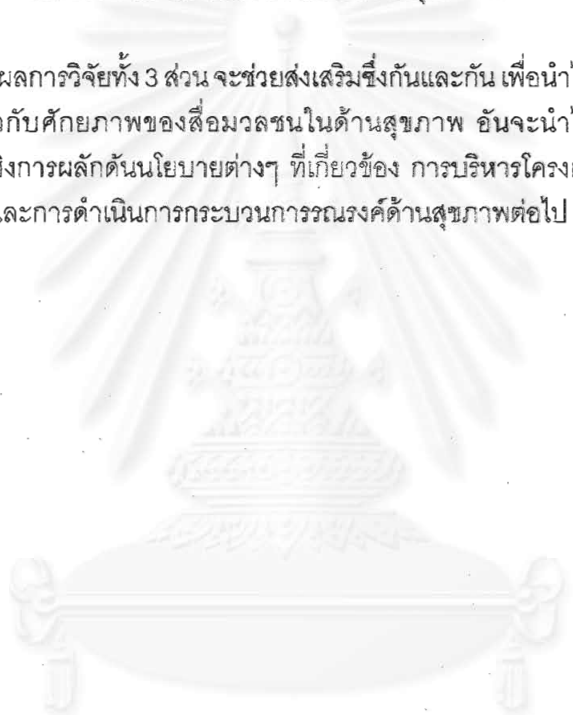 ผลการวิจัยทั้ง 3 ส่วน จะช่วยส่งเสริมซึ่งกันและกัน เพื่อนำ
กับศักยภาพของสื่อมวลชนในด้านสุขภาพ อันจะนำ
การผลักดันนโยบายต่างๆ ที่เกี่ยวข้อง การบริหารโครง
และการดำเนินการกระบวนการรณรงค์ด้านสุขภาพต่อไป